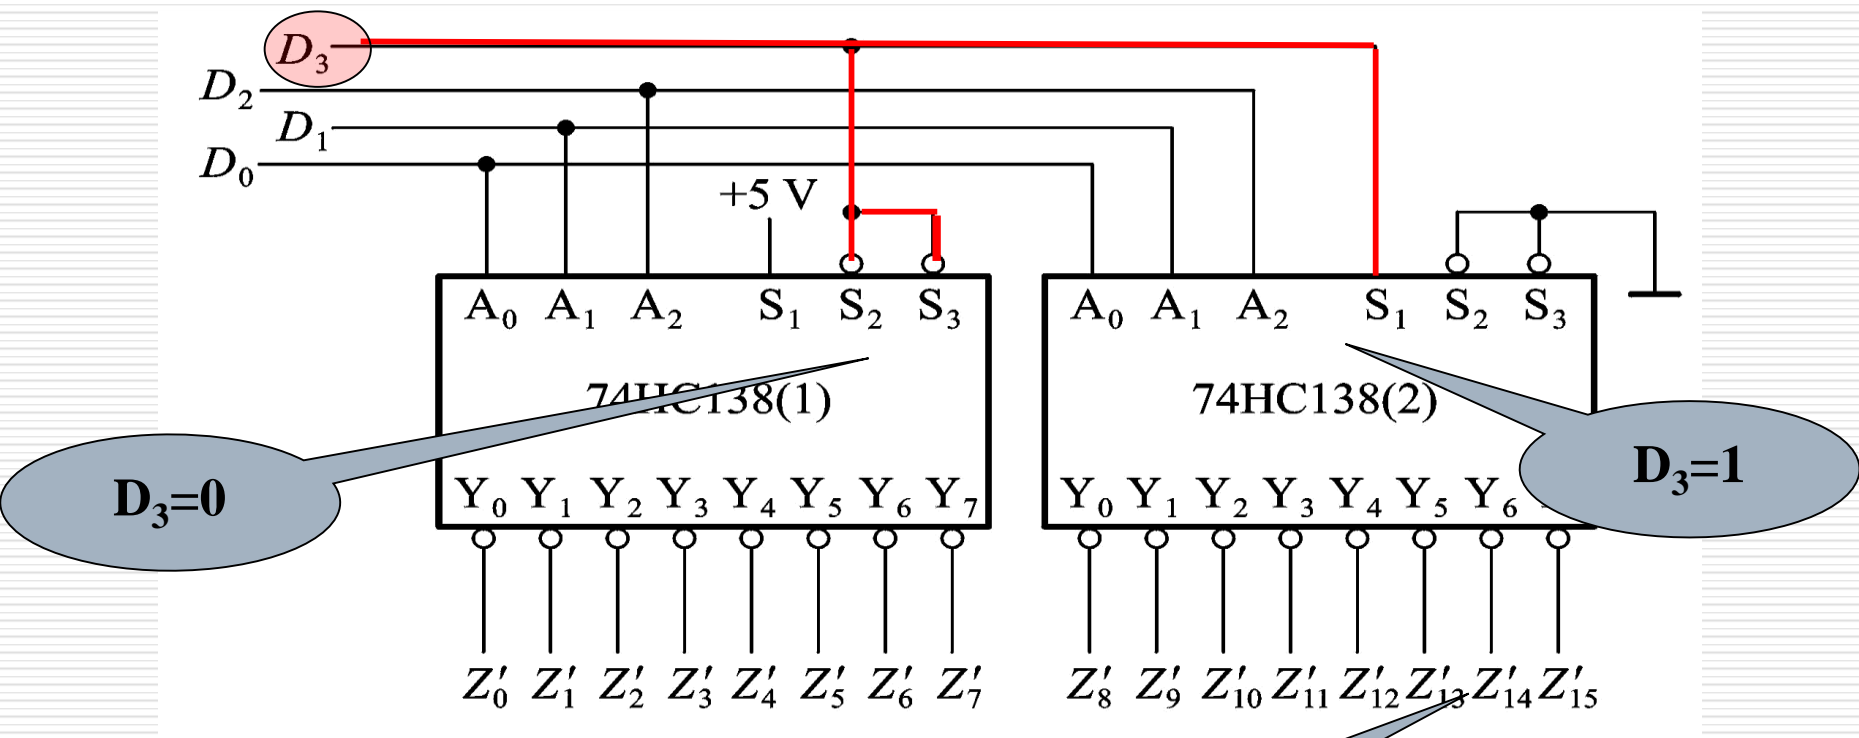 D₃
D₂
D₁
D₀
+5 V
A₀ A₁ A₂ S₁ S₂ S₃
A₀ A₁ A₂ S₁ S₂ S₃
74HC138(1)
74HC138(2)
D₃=0
D₃=1
Y₀ Y₁ Y₂ Y₃ Y₄ Y₅ Y₆ Y₇
Y₀ Y₁ Y₂ Y₃ Y₄ Y₅ Y₆
Z′₀ Z′₁ Z′₂ Z′₃ Z′₄ Z′₅ Z′₆ Z′₇
Z′₈ Z′₉ Z′₁₀ Z′₁₁ Z′₁₂ Z′₁₃ Z′₁₄ Z′₁₅